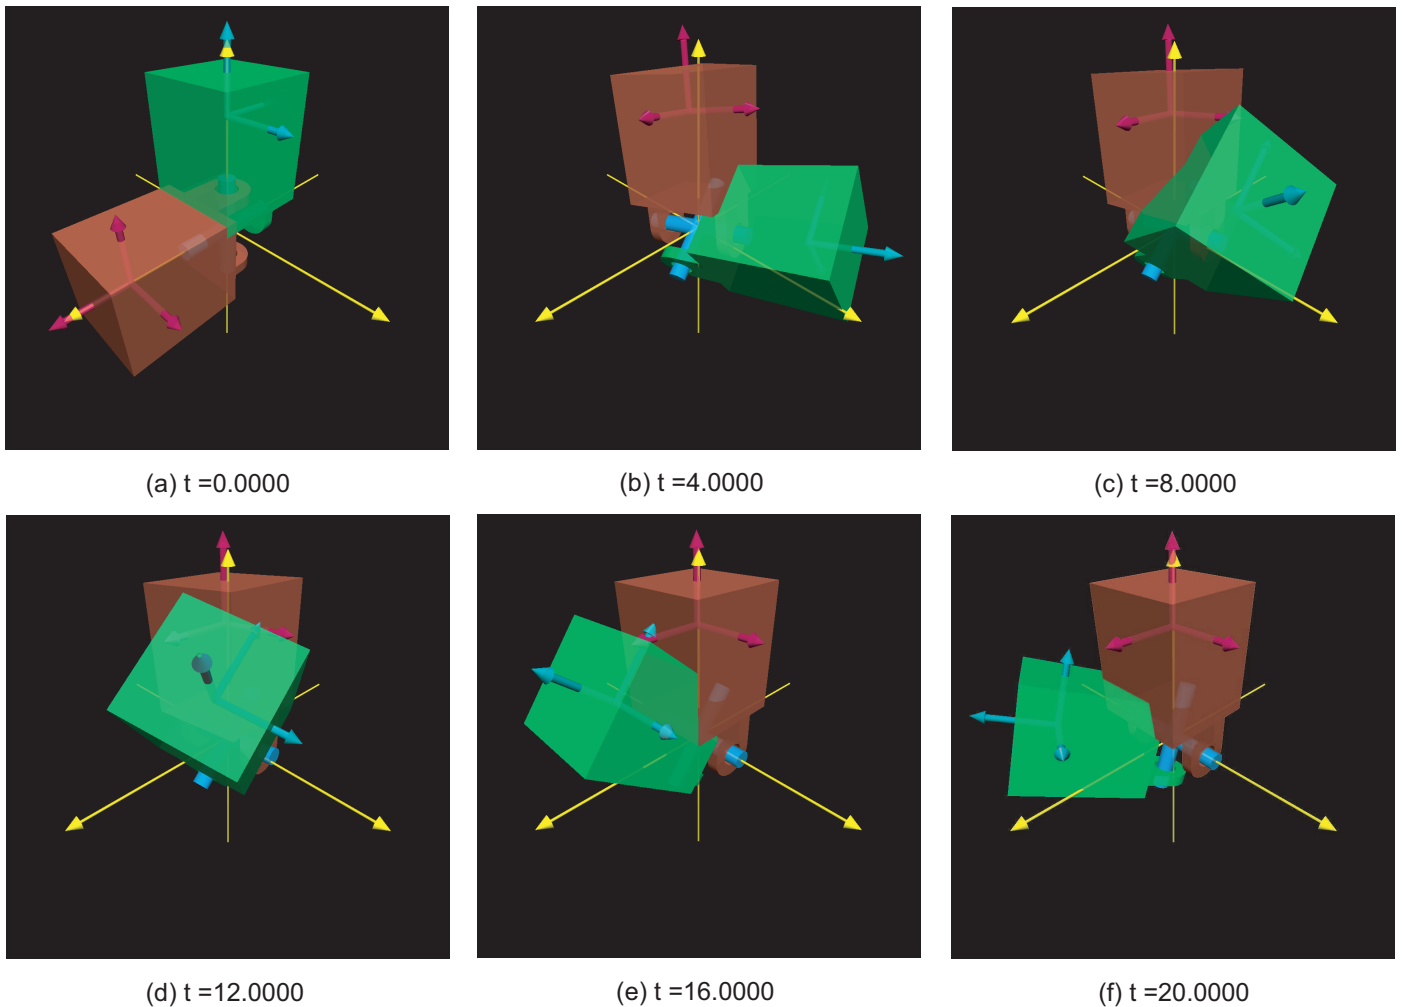 (a) t =0.0000
(b) t =4.0000
(c) t =8.0000
(d) t =12.0000
(e) t =16.0000
(f) t =20.0000